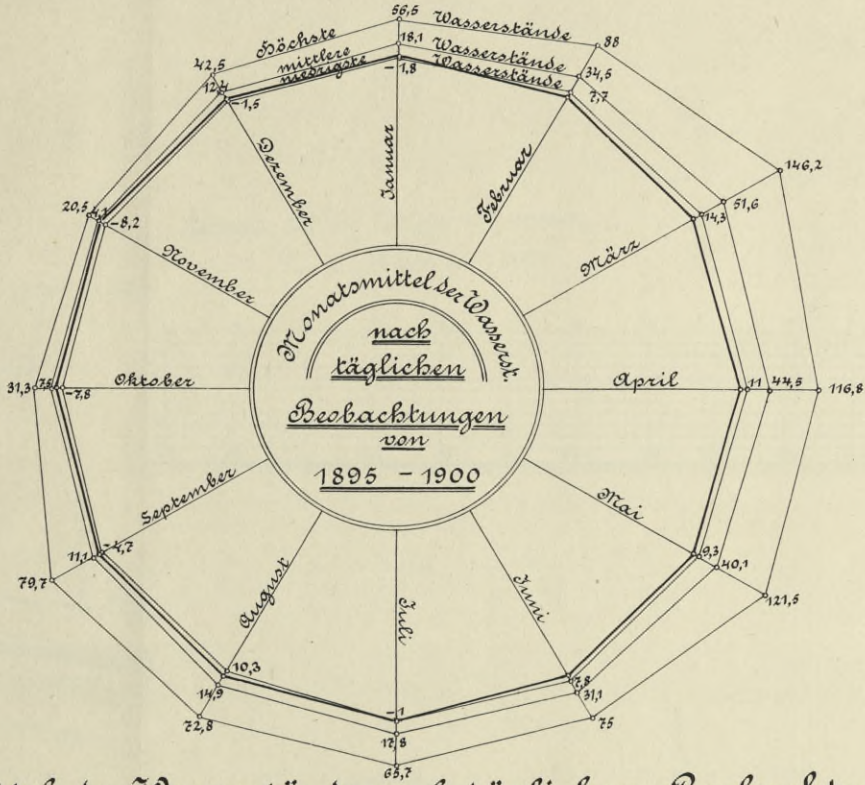 56,5
Höchste Wasserstände
88
18,1
mittlere Wasserstände
34,5
42,5
niedrigste Wasserstände
12,4
-1,8
7,7
-1,5
Januar
Februar
Dezember
146,2
51,6
14,3
März
20,5
4,1
-8,2
November
Monatsmittel der Wasserst.
nach
täglichen
Beobachtungen
von
1895 - 1900
31,3
7,5
-7,8
Oktober
April
11
44,5
116,8
September
-4,7
11,1
79,7
Mai
9,3
40,1
121,5
August
10,3
14,9
72,8
Juli
-1
17,8
Juni
7,8
31,1
75